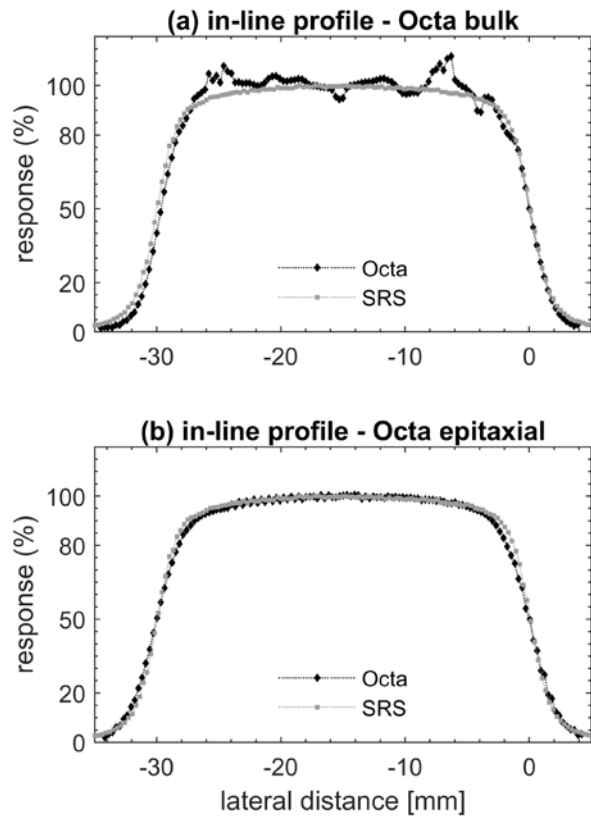 (a) in-line profile - Octa bulk
100
80
50
20
0
response (%)
Octa
SRS
-30 -20 -10 0
(b) in-line profile - Octa epitaxial
100
80
50
20
0
response (%)
Octa
SRS
-30 -20 -10 0
lateral distance [mm]